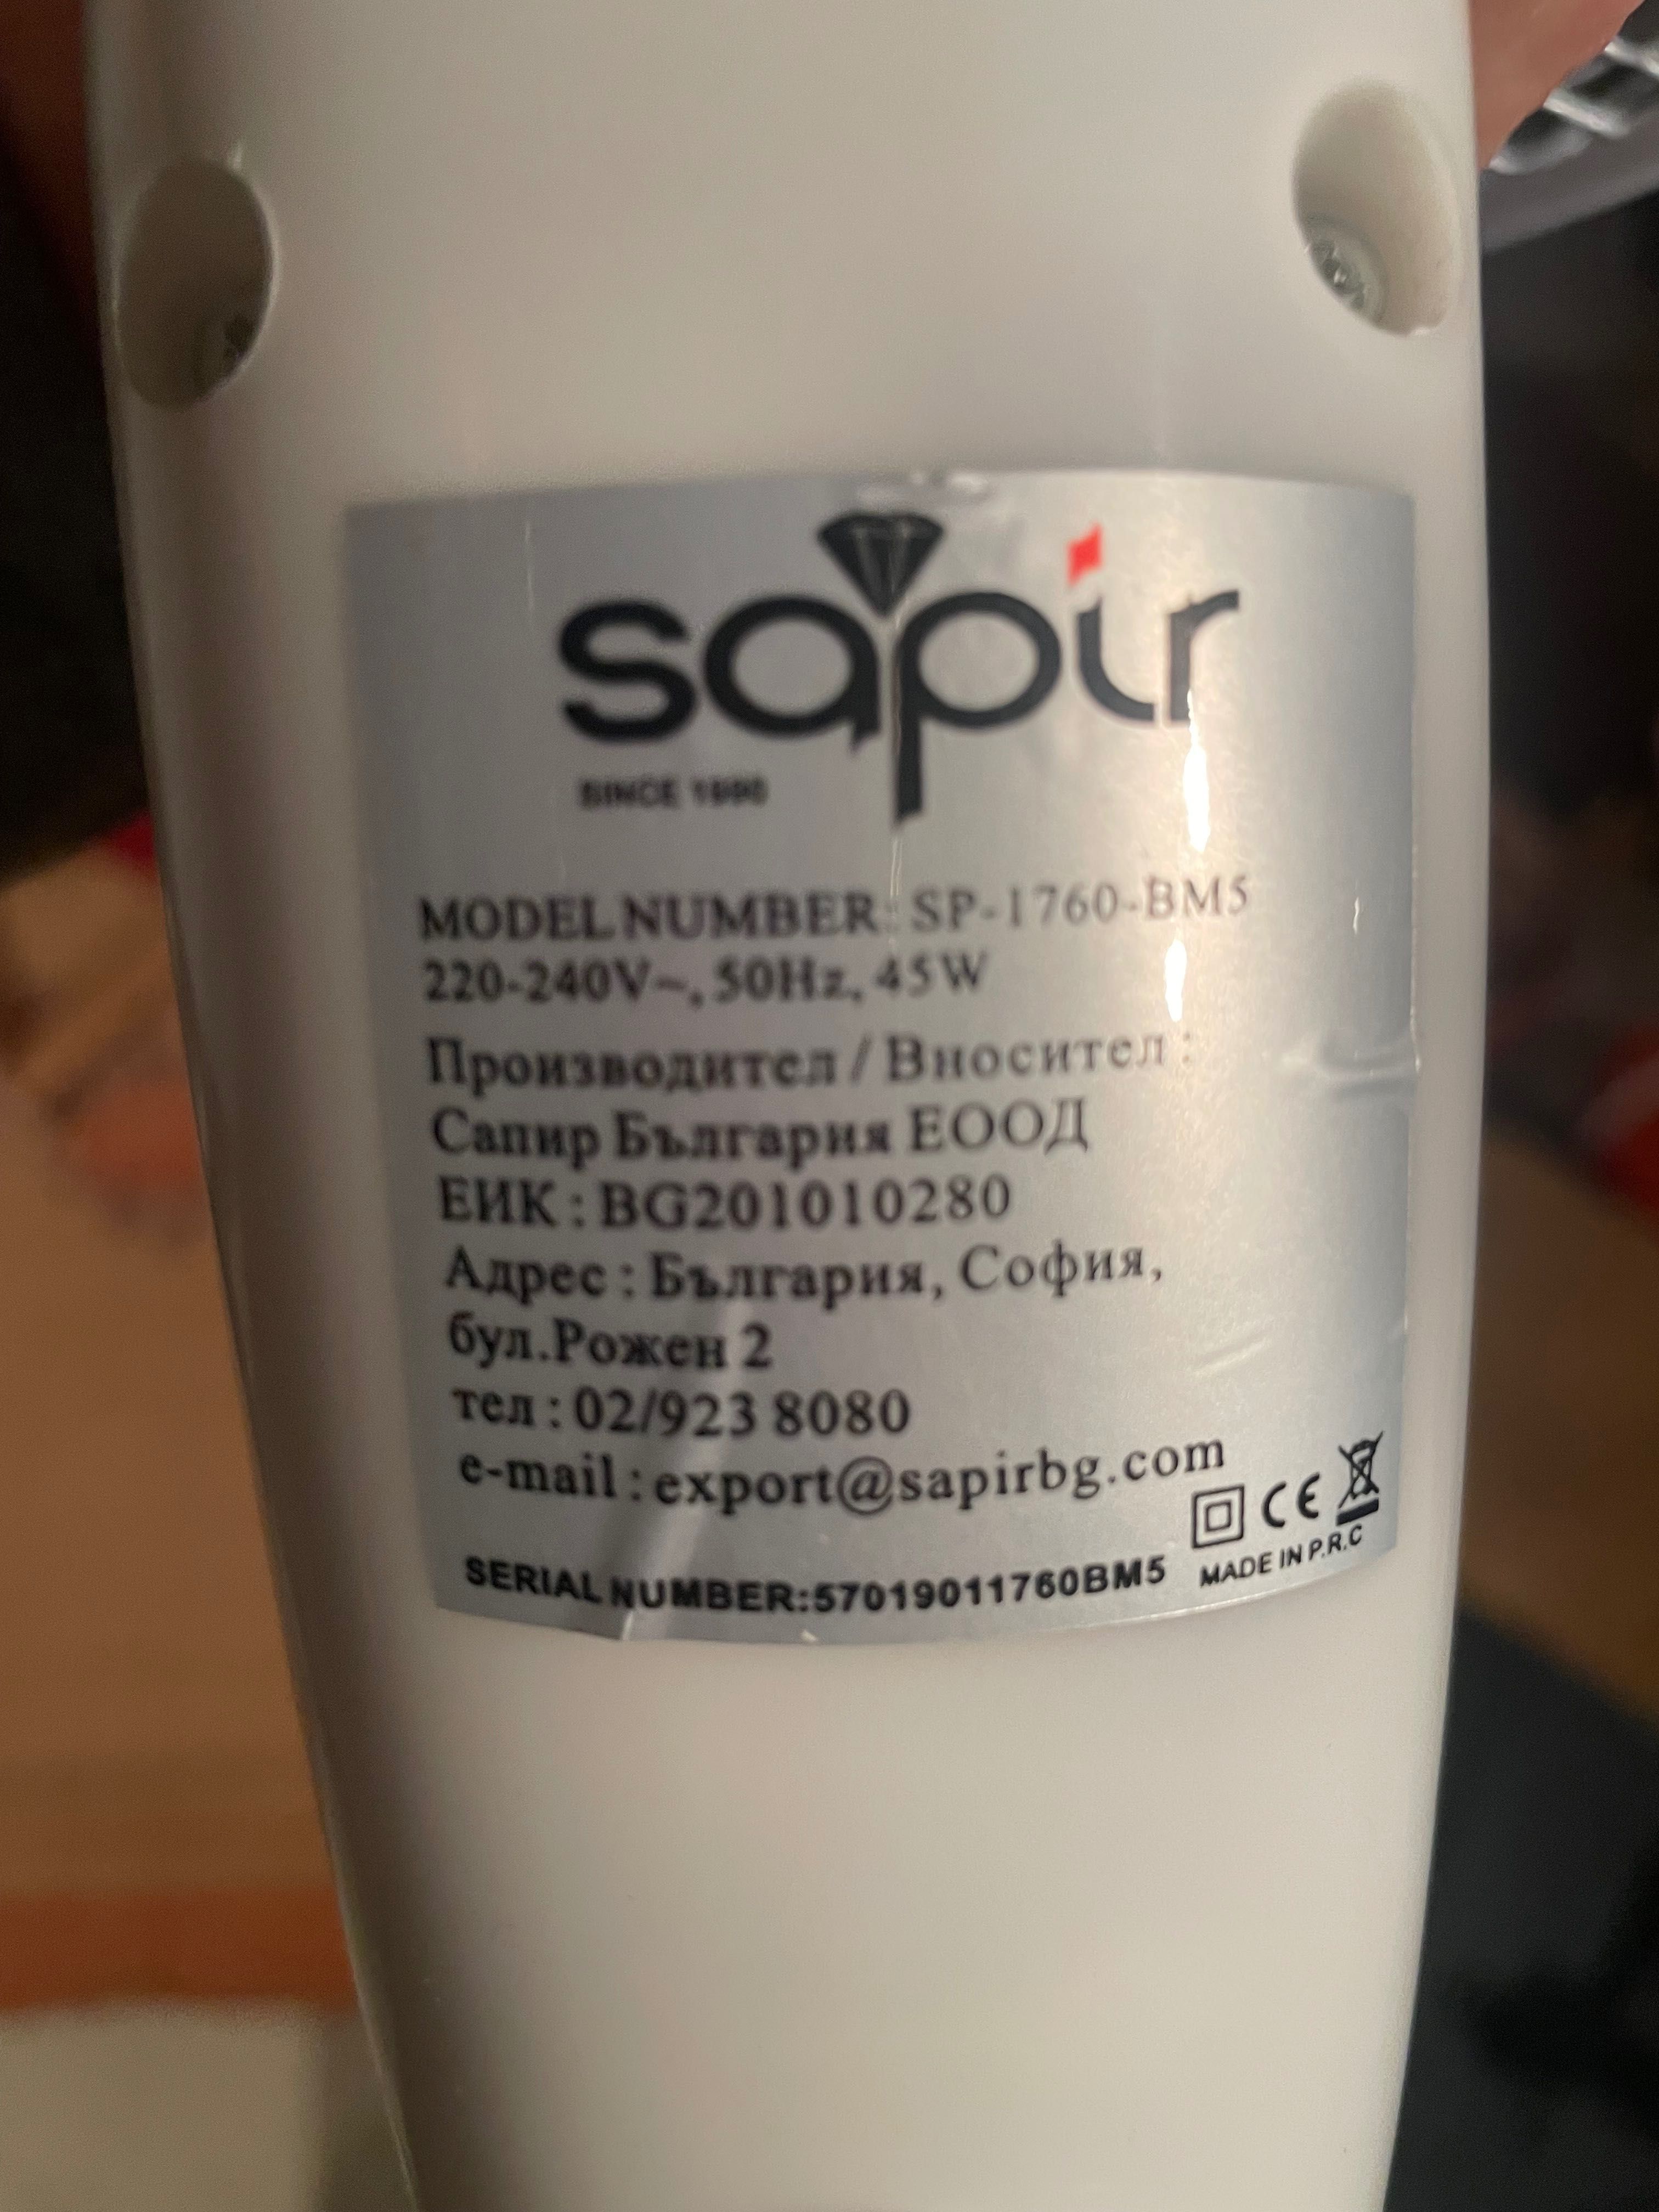 sapir
SINCE 1990
MODEL NUMBER: SP-1760-BM5
220-240V~, 50Hz, 45W
Производител / Вносител :
Сапир България ЕООД
ЕИК : BG201010280
Адрес : България, София,
бул.Рожен 2
тел : 02/923 8080
e-mail : export@sapirbg.com
CE
SERIAL NUMBER:57019011760BM5
MADE IN P.R.C